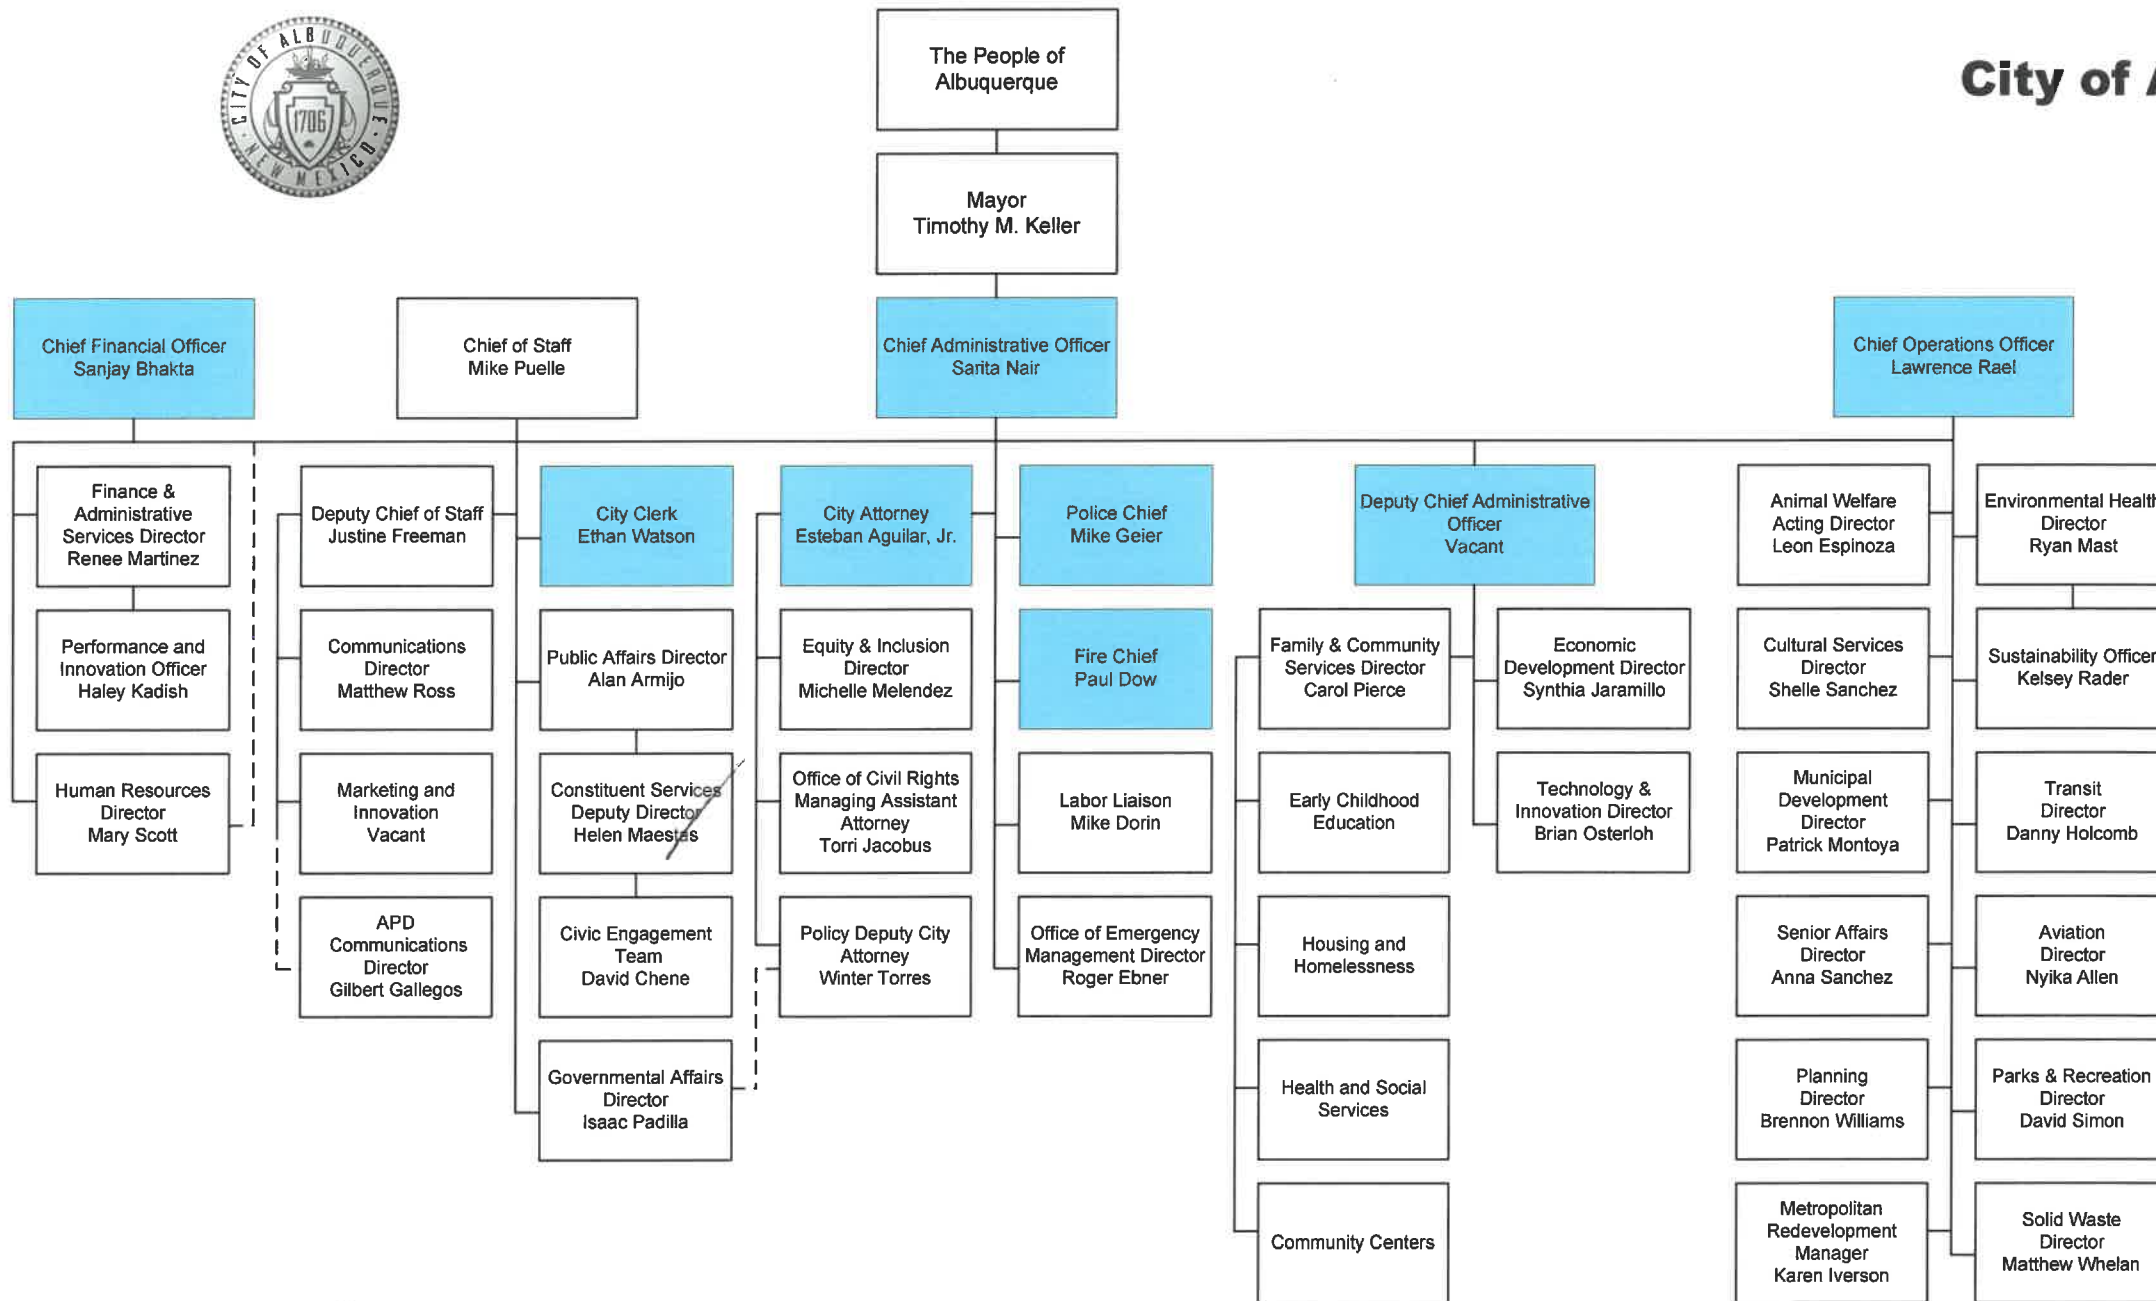 CITY OF ALBUQUERQUE
NEW MEXICO
1706
The People of
Albuquerque
City of
Mayor
Timothy M. Keller
Chief Financial Officer
Sanjay Bhakta
Chief of Staff
Mike Puelle
Chief Administrative Officer
Sarita Nair
Chief Operations Officer
Lawrence Rael
Finance &
Administrative
Services Director
Renee Martinez
Performance and
Innovation Officer
Haley Kadish
Human Resources
Director
Mary Scott
Deputy Chief of Staff
Justine Freeman
Communications
Director
Matthew Ross
Marketing and
Innovation
Vacant
APD
Communications
Director
Gilbert Gallegos
City Clerk
Ethan Watson
Public Affairs Director
Alan Armijo
Constituent Services
Deputy Director
Helen Maestas
Civic Engagement
Team
David Chene
Governmental Affairs
Director
Isaac Padilla
City Attorney
Esteban Aguilar, Jr.
Equity & Inclusion
Director
Michelle Melendez
Office of Civil Rights
Managing Assistant
Attorney
Torri Jacobus
Policy Deputy City
Attorney
Winter Torres
Police Chief
Mike Geier
Fire Chief
Paul Dow
Labor Liaison
Mike Dorin
Office of Emergency
Management Director
Roger Ebner
Deputy Chief Administrative
Officer
Vacant
Family & Community
Services Director
Carol Pierce
Early Childhood
Education
Housing and
Homelessness
Health and Social
Services
Community Centers
Economic
Development Director
Synthia Jaramillo
Technology &
Innovation Director
Brian Osterloh
Animal Welfare
Acting Director
Leon Espinoza
Cultural Services
Director
Shelle Sanchez
Municipal
Development
Director
Patrick Montoya
Senior Affairs
Director
Anna Sanchez
Planning
Director
Brennon Williams
Metropolitan
Redevelopment
Manager
Karen Iverson
Environmental Health
Director
Ryan Mast
Sustainability Officer
Kelsey Rader
Transit
Director
Danny Holcomb
Aviation
Director
Nyika Allen
Parks & Recreation
Director
David Simon
Solid Waste
Director
Matthew Whelan